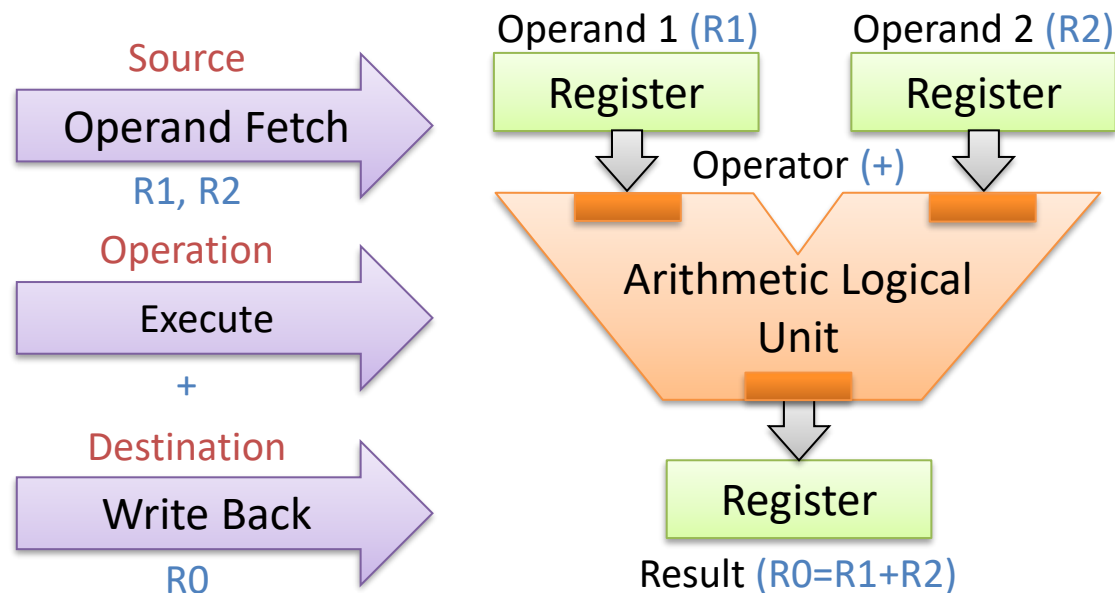 Source
Operand Fetch
R1, R2
Operation
Execute
+
Destination
Write Back
R0
Operand 1 (R1)
Operand 2 (R2)
Register
Register
Operator (+)
Arithmetic Logical
Unit
Register
Result (R0=R1+R2)